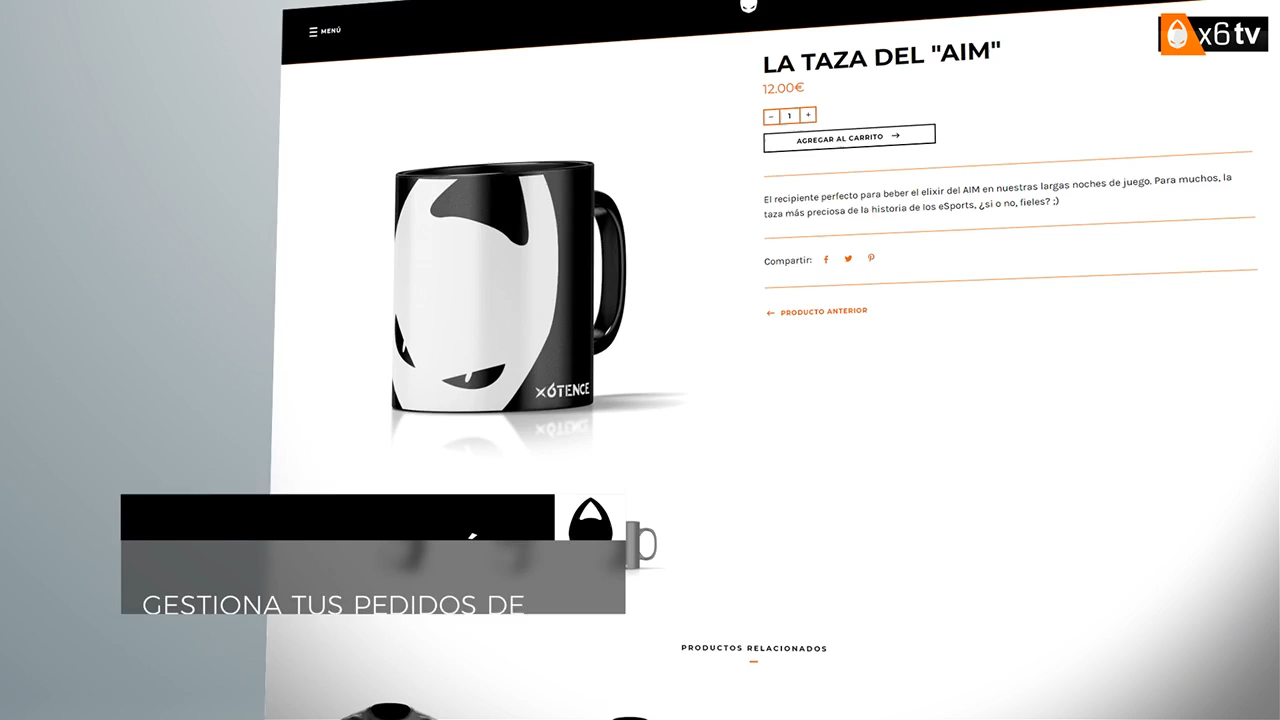 MENÚ
x6tv
LA TAZA DEL "AIM"
12.00€
− 1 +
AGREGAR AL CARRITO →
El recipiente perfecto para beber el elixir del AIM en nuestras largas noches de juego. Para muchos, la
taza más preciosa de la historia de los eSports, ¿si o no, fieles? ;)
Compartir:
← PRODUCTO ANTERIOR
X6TENCE
GESTIONA TUS PEDIDOS DE
PRODUCTOS RELACIONADOS